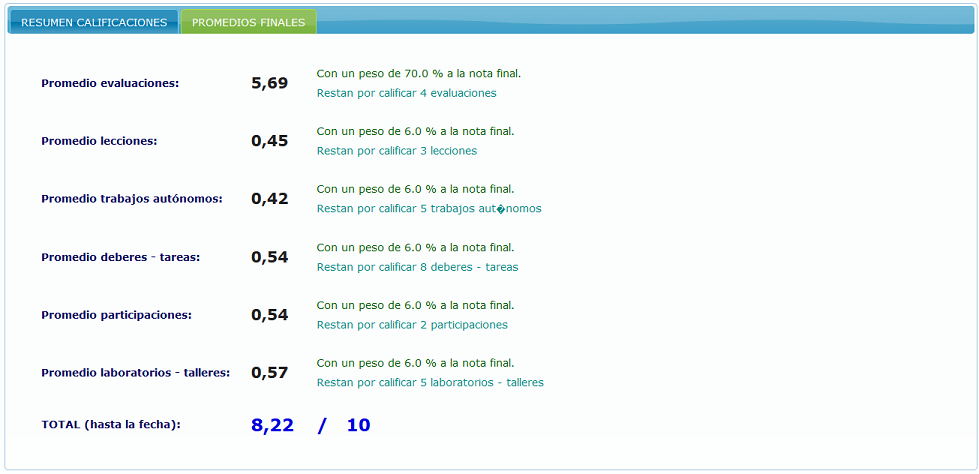 RESUMEN CALIFICACIONES PROMEDIOS FINALES
Con un peso de 70.0 % a la nota final.
Promedio evaluaciones: 5,69
Restan por calificar 4 evaluaciones
Con un peso de 6.0 % a la nota final.
Promedio lecciones: 0,45
Restan por calificar 3 lecciones
Con un peso de 6.0 % a la nota final.
Promedio trabajos autónomos: 0,42
Restan por calificar 5 trabajos aut�nomos
Con un peso de 6.0 % a la nota final.
Promedio deberes - tareas: 0,54
Restan por calificar 8 deberes - tareas
Con un peso de 6.0 % a la nota final.
Promedio participaciones: 0,54
Restan por calificar 2 participaciones
Con un peso de 6.0 % a la nota final.
Promedio laboratorios - talleres: 0,57
Restan por calificar 5 laboratorios - talleres
TOTAL (hasta la fecha): 8,22 / 10